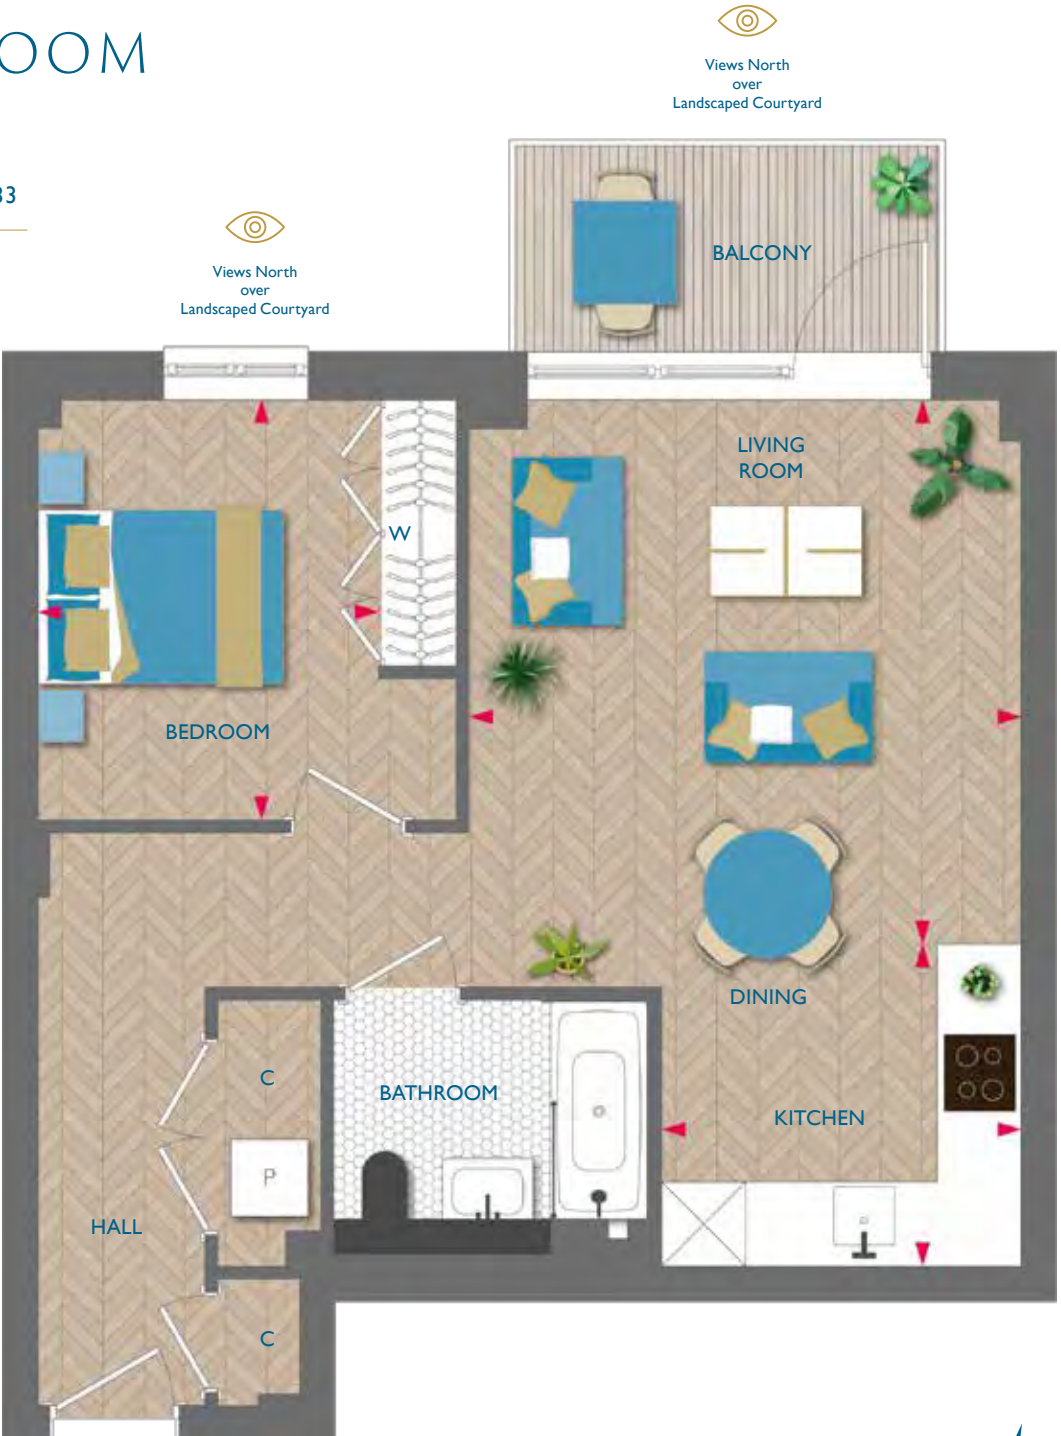 OOM
33
Views North
over
Landscaped Courtyard
Views North
over
Landscaped Courtyard
BALCONY
LIVING
ROOM
W
BEDROOM
DINING
C
BATHROOM
KITCHEN
P
HALL
C